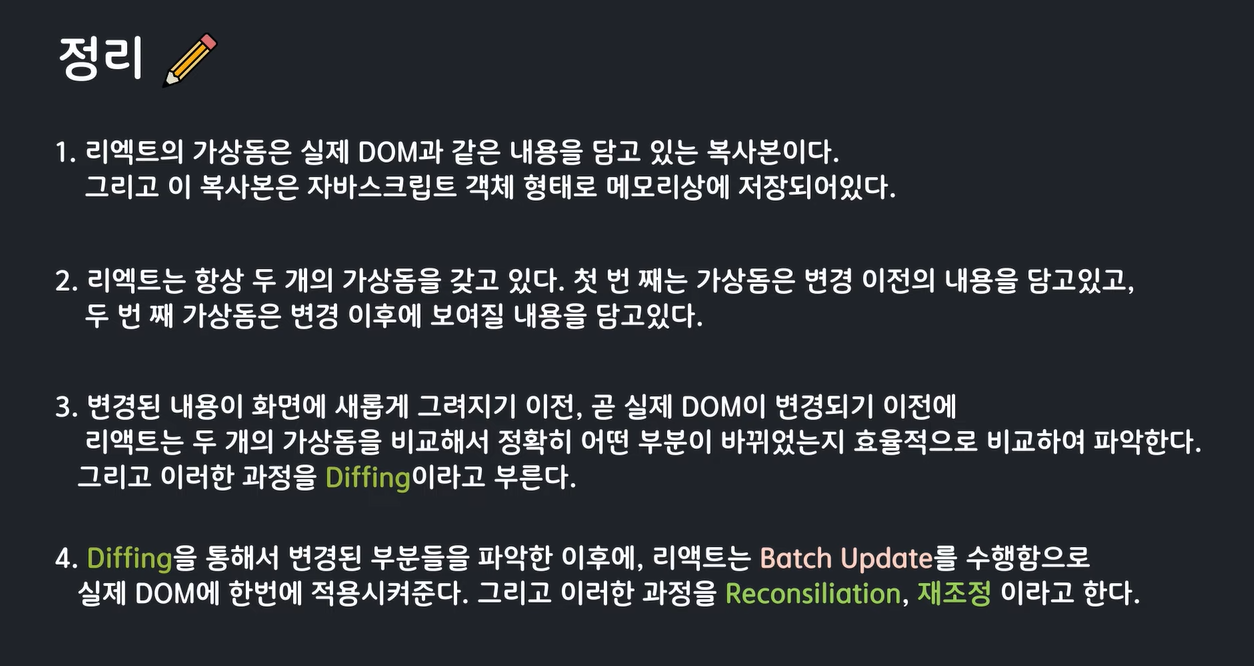 정리
1. 리엑트의 가상돔은 실제 DOM과 같은 내용을 담고 있는 복사본이다.
그리고 이 복사본은 자바스크립트 객체 형태로 메모리상에 저장되어있다.
2. 리엑트는 항상 두 개의 가상돔을 갖고 있다. 첫 번 째는 가상돔은 변경 이전의 내용을 담고있고,
두 번 째 가상돔은 변경 이후에 보여질 내용을 담고있다.
3. 변경된 내용이 화면에 새롭게 그려지기 이전, 곧 실제 DOM이 변경되기 이전에
리액트는 두 개의 가상돔을 비교해서 정확히 어떤 부분이 바뀌었는지 효율적으로 비교하여 파악한다.
그리고 이러한 과정을 Diffing이라고 부른다.
4. Diffing을 통해서 변경된 부분들을 파악한 이후에, 리액트는 Batch Update를 수행함으로
실제 DOM에 한번에 적용시켜준다. 그리고 이러한 과정을 Reconsiliation, 재조정 이라고 한다.